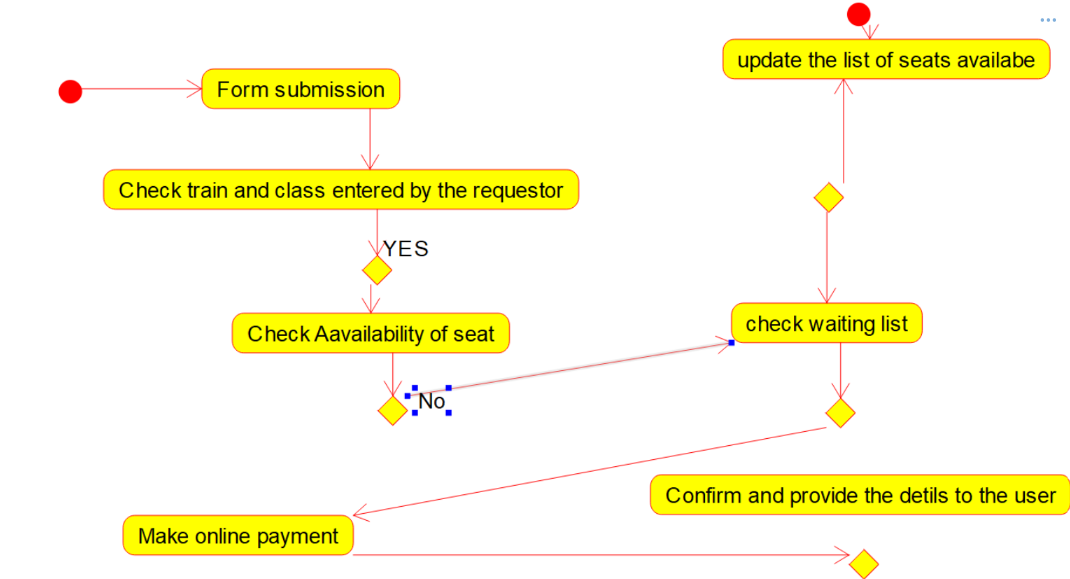 update the list of seats availabe
Form submission
Check train and class entered by the requestor
YES
Check Aavailability of seat
check waiting list
No
Confirm and provide the detils to the user
Make online payment